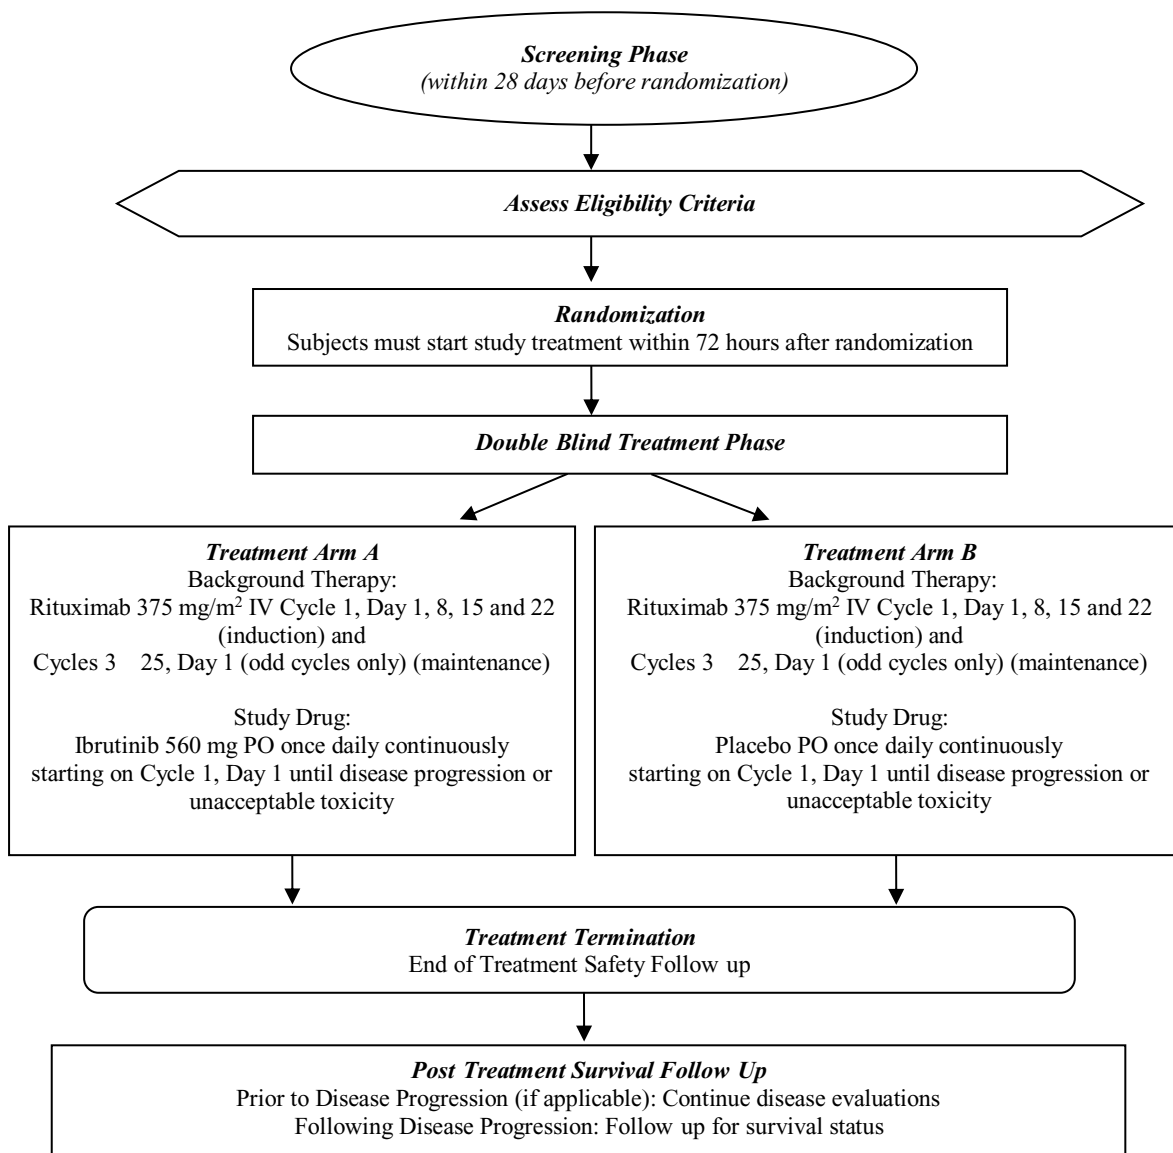 Screening Phase
(within 28 days before randomization)
Assess Eligibility Criteria
Randomization
Subjects must start study treatment within 72 hours after randomization
Double Blind Treatment Phase
Treatment Arm A
Background Therapy:
Rituximab 375 mg/m² IV Cycle 1, Day 1, 8, 15 and 22
(induction) and
Cycles 3 25, Day 1 (odd cycles only) (maintenance)
Study Drug:
Ibrutinib 560 mg PO once daily continuously
starting on Cycle 1, Day 1 until disease progression or
unacceptable toxicity
Treatment Arm B
Background Therapy:
Rituximab 375 mg/m² IV Cycle 1, Day 1, 8, 15 and 22
(induction) and
Cycles 3 25, Day 1 (odd cycles only) (maintenance)
Study Drug:
Placebo PO once daily continuously
starting on Cycle 1, Day 1 until disease progression or
unacceptable toxicity
Treatment Termination
End of Treatment Safety Follow up
Post Treatment Survival Follow Up
Prior to Disease Progression (if applicable): Continue disease evaluations
Following Disease Progression: Follow up for survival status